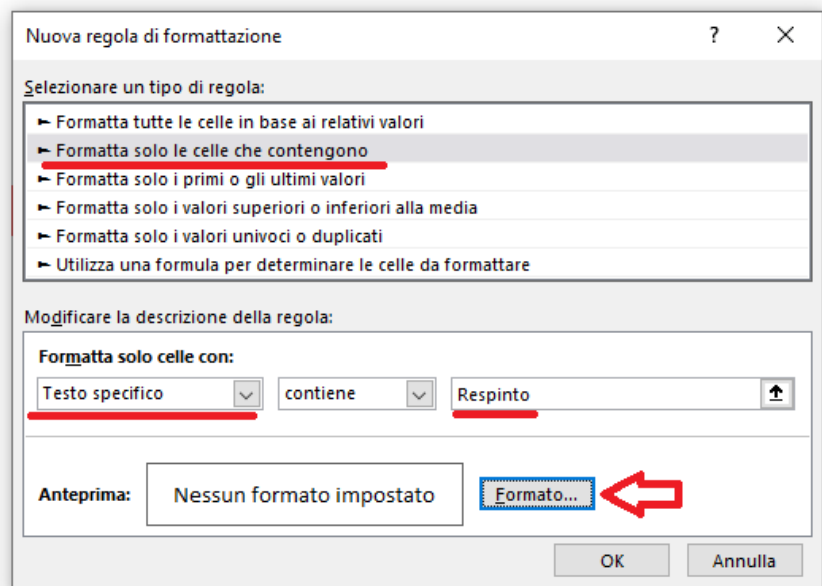 Nuova regola di formattazione ?
Selezionare un tipo di regola:
► Formatta tutte le celle in base ai relativi valori
► Formatta solo le celle che contengono
► Formatta solo i primi o gli ultimi valori
► Formatta solo i valori superiori o inferiori alla media
► Formatta solo i valori univoci o duplicati
► Utilizza una formula per determinare le celle da formattare
Modificare la descrizione della regola:
Formatta solo celle con:
Testo specifico contiene Respinto
Anteprima: Nessun formato impostato Formato...
OK Annulla